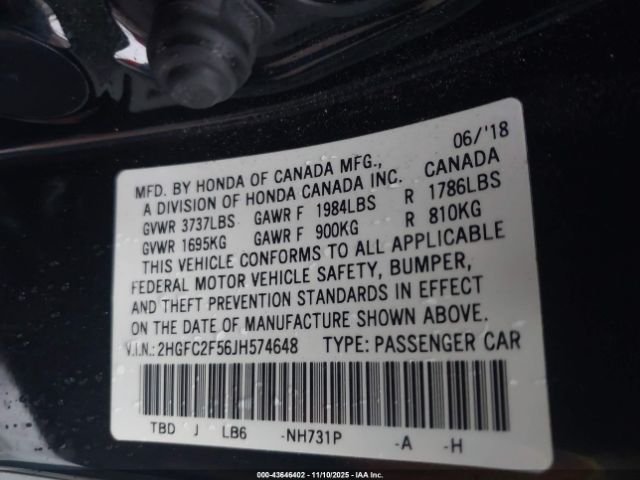 06/'18
MFD. BY HONDA OF CANADA MFG., CANADA
A DIVISION OF HONDA CANADA INC.
GVWR 3737LBS GAWR F 1984LBS R 1786LBS
GVWR 1695KG GAWR F 900KG R 810KG
THIS VEHICLE CONFORMS TO ALL APPLICABLE
FEDERAL MOTOR VEHICLE SAFETY, BUMPER,
AND THEFT PREVENTION STANDARDS IN EFFECT
ON THE DATE OF MANUFACTURE SHOWN ABOVE.
V.I.N.: 2HGFC2F56JH574648 TYPE: PASSENGER CAR
TBD J LB6 -NH731P -A -H
000-43646402 - 11/10/2025 - IAA Inc.